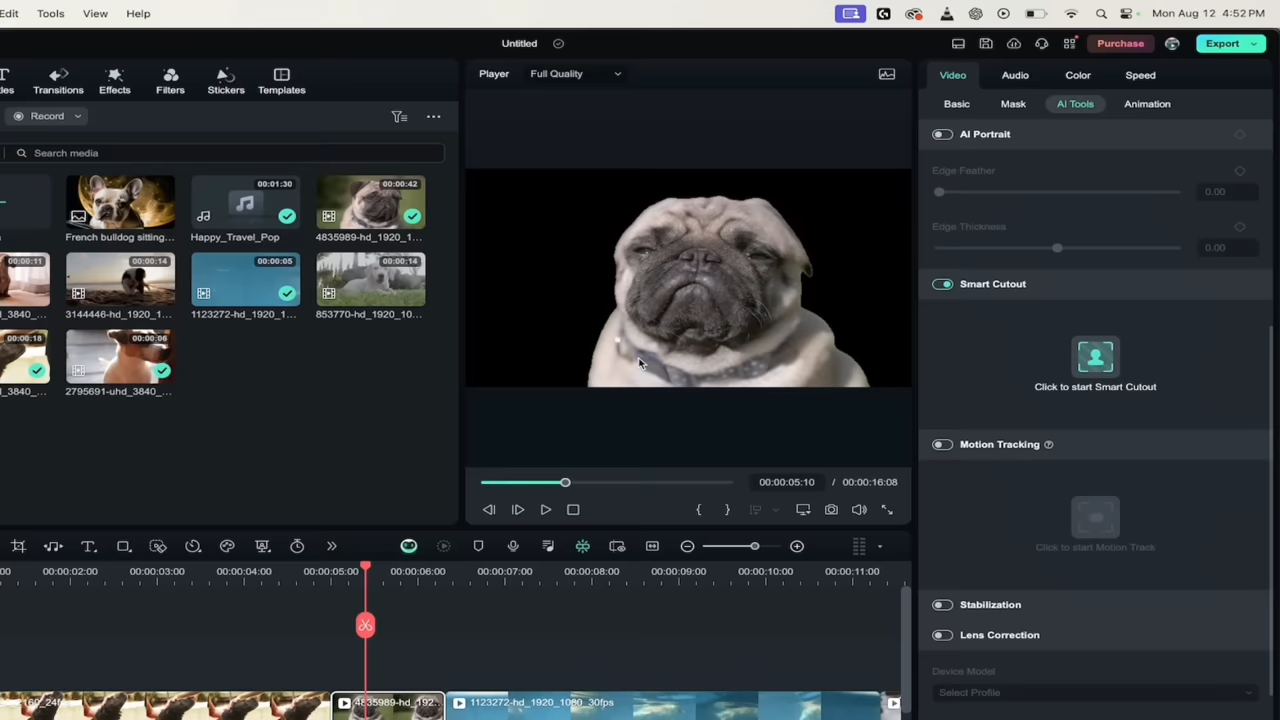 Edit Tools View Help Mon Aug 12 4:52 PM
Untitled Purchase Export
Transitions Effects Filters Stickers Templates
Record
Search media
00:01:30 00:00:42
French bulldog sitting... Happy_Travel_Pop 4835989-hd_1920_1...
00:00:11 00:00:14 00:00:05 00:00:14
d_3840_... 3144446-hd_1920_1... 1123272-hd_1920_1... 853770-hd_1920_10...
00:00:18 00:00:06
d_3840_... 2795691-uhd_3840_...
Player Full Quality
00:00:05:10 / 00:00:16:08
Video Audio Color Speed
Basic Mask AI Tools Animation
AI Portrait
Edge Feather
0.00
Edge Thickness
0.00
Smart Cutout
Click to start Smart Cutout
Motion Tracking
Click to start Motion Track
Stabilization
Lens Correction
Device Model
Select Profile
00:00:02:00 00:00:03:00 00:00:04:00 00:00:05:00 00:00:06:00 00:00:07:00 00:00:08:00 00:00:09:00 00:00:10:00 00:00:11:00
4835989-hd_192... 1123272-hd_1920_1080_30fps